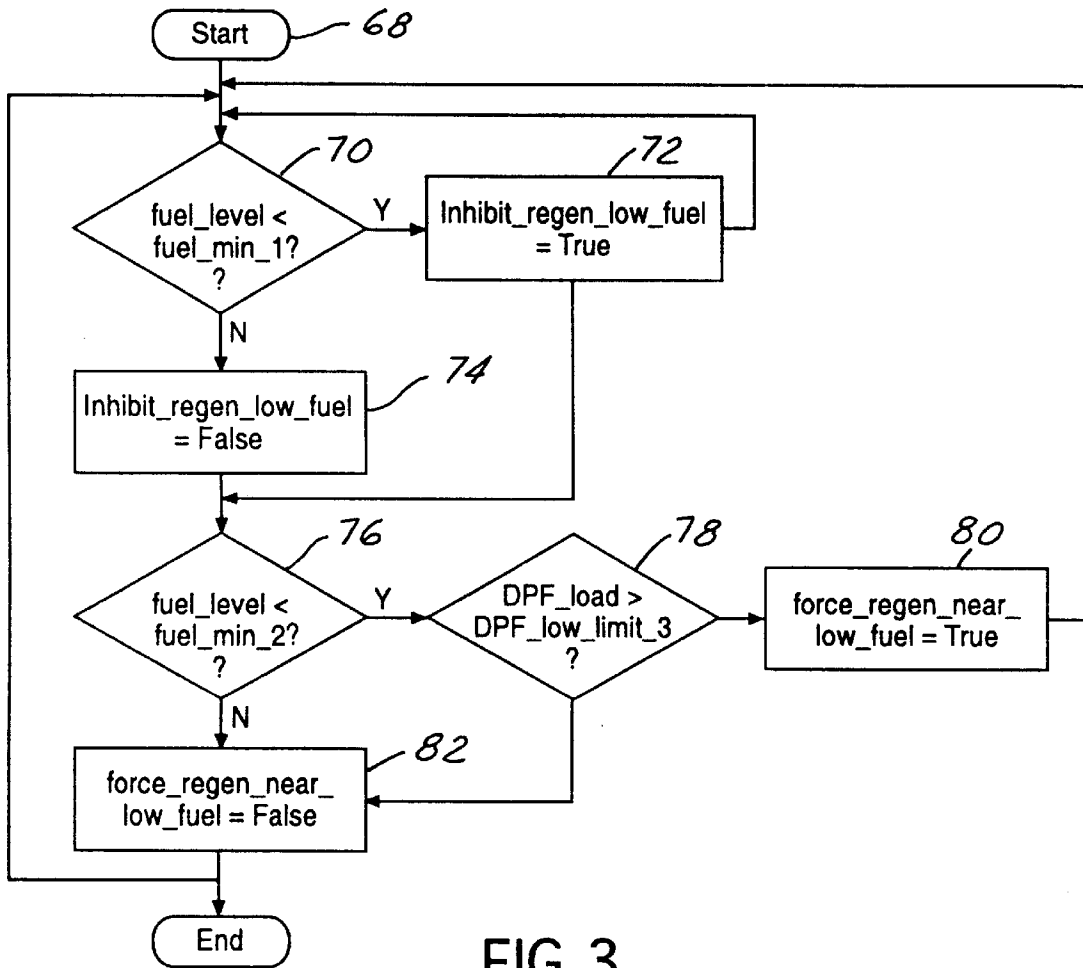 Start
68
70
fuel_level <
fuel_min_1?
?
Y
72
Inhibit_regen_low_fuel
= True
N
74
Inhibit_regen_low_fuel
= False
76
fuel_level <
fuel_min_2?
?
Y
78
DPF_load >
DPF_low_limit_3
?
80
force_regen_near_
low_fuel = True
N
82
force_regen_near_
low_fuel = False
End
FIG. 3